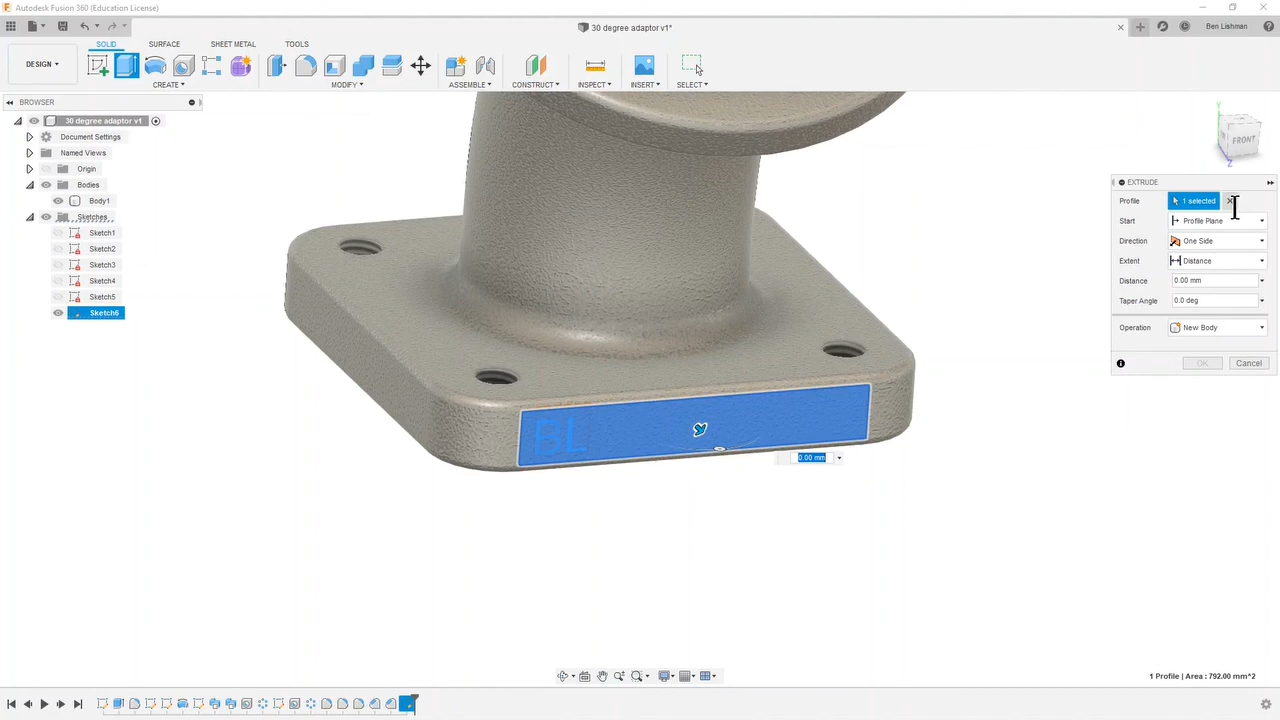 Autodesk Fusion 360 (Education License)
30 degree adaptor v1*
Ben Lishman
DESIGN
SOLID SURFACE SHEET METAL TOOLS
CREATE MODIFY ASSEMBLE CONSTRUCT INSPECT INSERT SELECT
BROWSER
30 degree adaptor v1
Document Settings
Named Views
Origin
Bodies
Body1
Sketches
Sketch1
Sketch2
Sketch3
Sketch4
Sketch5
Sketch6
FRONT
Y
Z
EXTRUDE
Profile 1 selected
Start Profile Plane
Direction One Side
Extent Distance
Distance 0.00 mm
Taper Angle 0.0 deg
Operation New Body
OK Cancel
BL
0.00 mm
1 Profile | Area : 792.00 mm^2